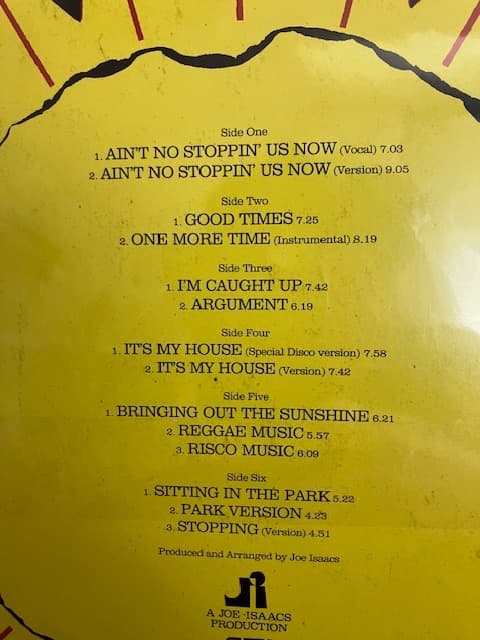 Side One
1. AIN'T NO STOPPIN' US NOW (Vocal) 7.03
2. AIN'T NO STOPPIN' US NOW (Version) 9.05
Side Two
1. GOOD TIMES 7.25
2. ONE MORE TIME (Instrumental) 8.19
Side Three
1. I'M CAUGHT UP 7.42
2. ARGUMENT 6.19
Side Four
1. IT'S MY HOUSE (Special Disco version) 7.58
2. IT'S MY HOUSE (Version) 7.42
Side Five
1. BRINGING OUT THE SUNSHINE 6.21
2. REGGAE MUSIC 5.57
3. RISCO MUSIC 6.09
Side Six
1. SITTING IN THE PARK 5.22
2. PARK VERSION 4.23
3. STOPPING (Version) 4.51
Produced and Arranged by Joe Isaacs
Ji
A JOE ISAACS
PRODUCTION